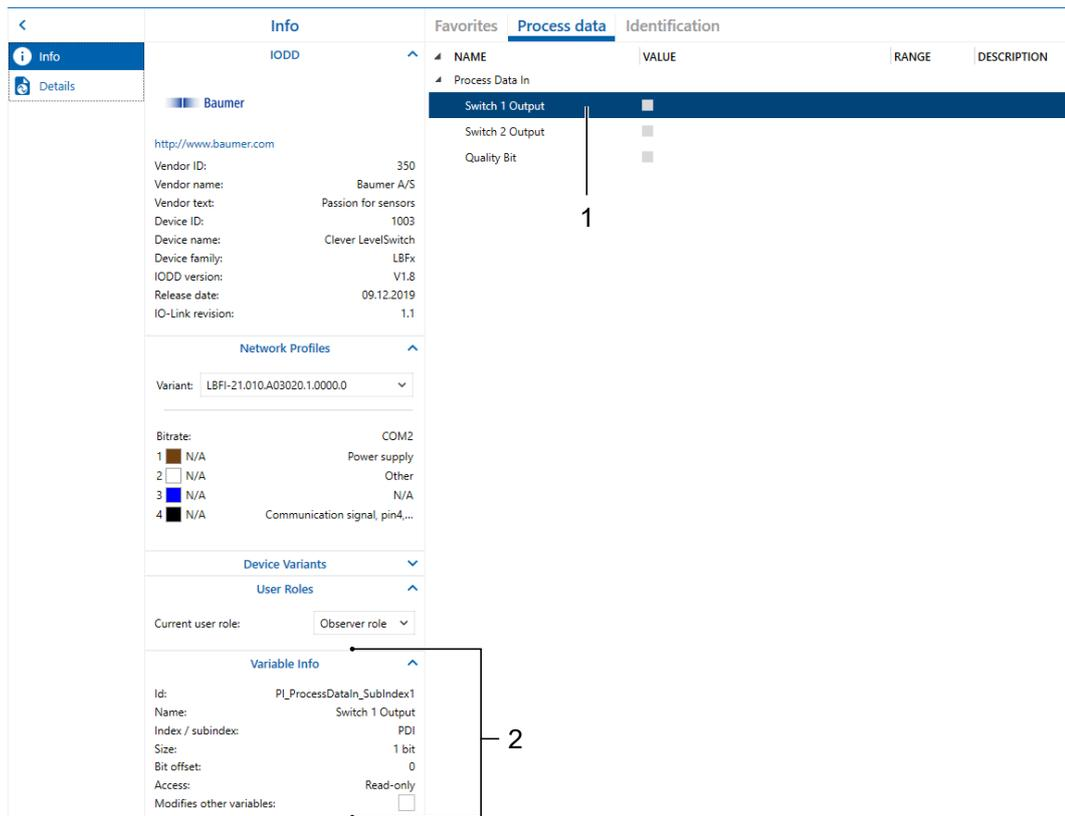 Info
Info
Details
IODD
Baumer
http://www.baumer.com
Vendor ID: 350
Vendor name: Baumer A/S
Vendor text: Passion for sensors
Device ID: 1003
Device name: Clever LevelSwitch
Device family: LBFx
IODD version: V1.8
Release date: 09.12.2019
IO-Link revision: 1.1
Network Profiles
Variant: LBFI-21.010.A03020.1.0000.0
Bitrate: COM2
1 N/A Power supply
2 N/A Other
3 N/A N/A
4 N/A Communication signal, pin4,...
Device Variants
User Roles
Current user role: Observer role
Variable Info
Id: PI_ProcessDataIn_SubIndex1
Name: Switch 1 Output
Index / subindex: PDI
Size: 1 bit
Bit offset: 0
Access: Read-only
Modifies other variables:
2
Favorites Process data Identification
NAME VALUE RANGE DESCRIPTION
Process Data In
Switch 1 Output
Switch 2 Output
Quality Bit
1